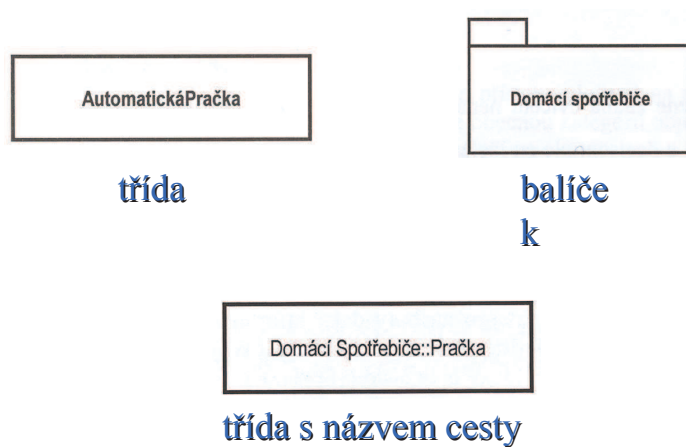 AutomatickáPračka
Domácí spotřebiče
třída
balíče
k
Domácí Spotřebiče::Pračka
třída s názvem cesty